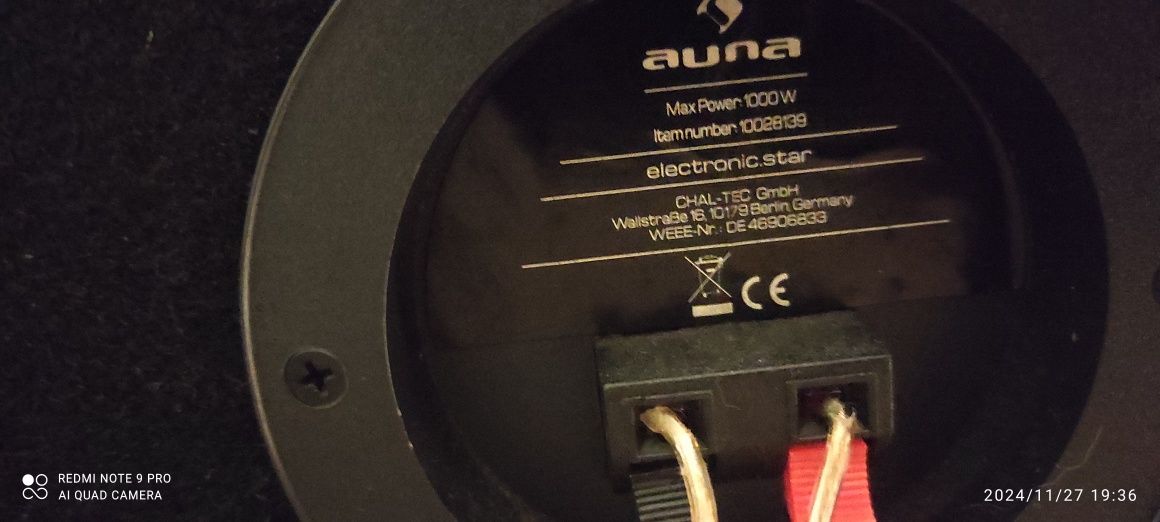 auna
Max Power: 1000 W
Item number: 10028139
electronic.star
CHAL-TEC GmbH
Wallstraße 16, 10179 Berlin, Germany
WEEE-Nr.: DE 46906833
CE
REDMI NOTE 9 PRO
AI QUAD CAMERA
2024/11/27 19:36